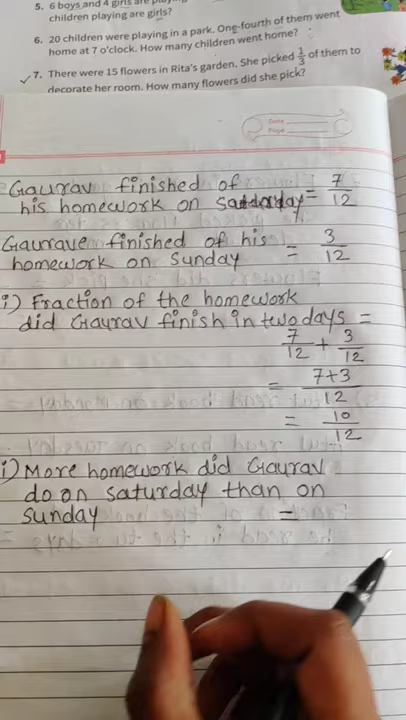 5. 6 boys and 4 girls are playing
children playing are girls?
6. 20 children were playing in a park. One-fourth of them went
home at 7 o'clock. How many children went home?
7. There were 15 flowers in Rita's garden. She picked 1/3 of them to
decorate her room. How many flowers did she pick?
Date
Page
Gaurav finished of
his homework on Satarday = 7/12
Gaurave finished of his
homework on Sunday = 3/12
i) Fraction of the homework
did Gaurav finish in two days =
7/12 + 3/12
= 7+3/12
= 10/12
i) More homework did Gaurav
do on saturday than on
sunday =